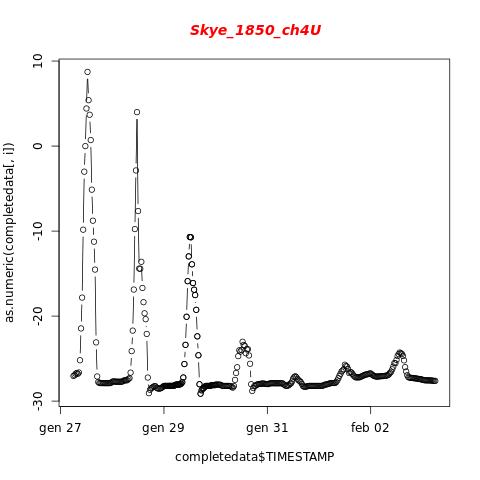 Skye_1850_ch4U
as.numeric(completedata[, i])
10
0
-10
-20
-30
gen 27
gen 29
gen 31
feb 02
completedata$TIMESTAMP